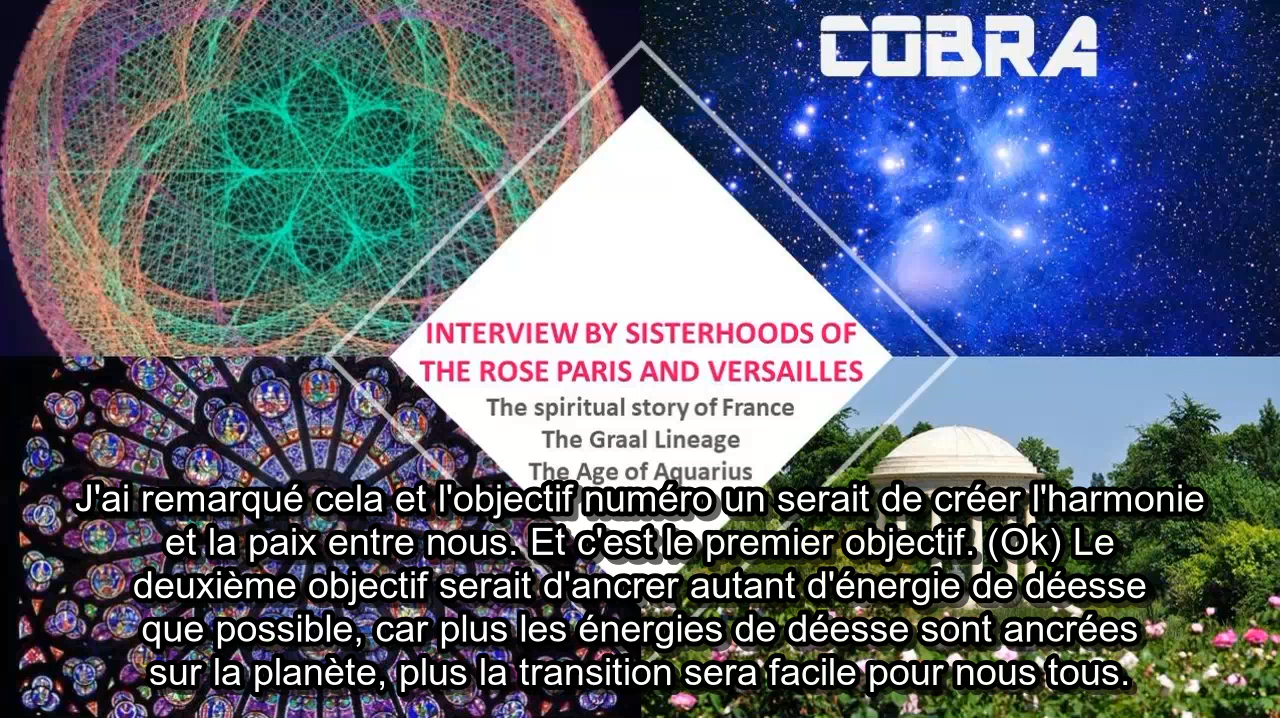 COBRA
INTERVIEW BY SISTERHOODS OF
THE ROSE PARIS AND VERSAILLES
The spiritual story of France
The Graal Lineage
The Age of Aquarius
J'ai remarqué cela et l'objectif numéro un serait de créer l'harmonie
et la paix entre nous. Et c'est le premier objectif. (Ok) Le
deuxième objectif serait d'ancrer autant d'énergie de déesse
que possible, car plus les énergies de déesse sont ancrées
sur la planète, plus la transition sera facile pour nous tous.